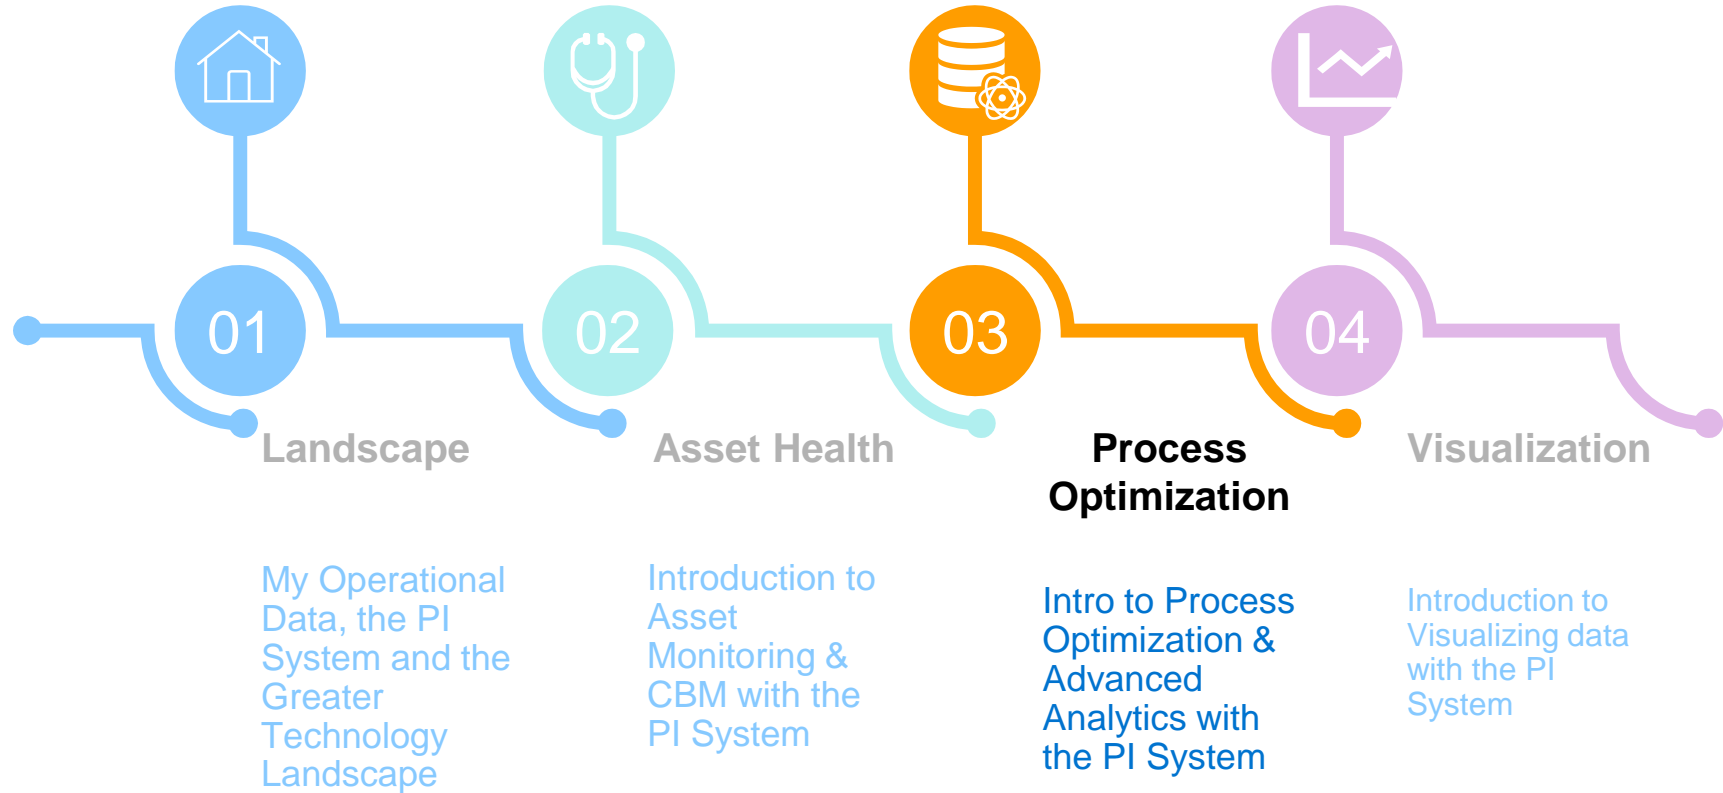 01
02
03
04
Landscape
Asset Health
Process
Optimization
Visualization
My Operational
Data, the PI
System and the
Greater
Technology
Landscape
Introduction to
Asset
Monitoring &
CBM with the
PI System
Intro to Process
Optimization &
Advanced
Analytics with
the PI System
Introduction to
Visualizing data
with the PI
System